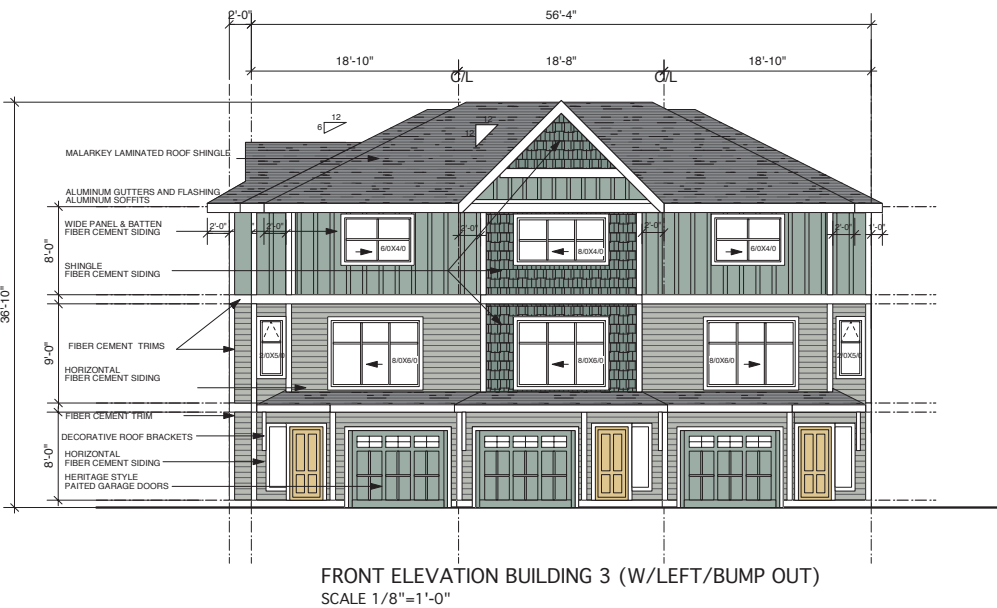 2'-0" 56'-4"
18'-10" 18'-8" 18'-10"
C/L C/L
12
6
12
12
MALARKEY LAMINATED ROOF SHINGLE
ALUMINUM GUTTERS AND FLASHING
ALUMINUM SOFFITS
WIDE PANEL & BATTEN
FIBER CEMENT SIDING
2'-0" 2'-0" 2'-0" 2'-0" 2'-0" 1'-0"
6/0X4/0 8/0X4/0 6/0X4/0
8'-0"
SHINGLE
FIBER CEMENT SIDING
36'-10"
FIBER CEMENT TRIMS
9'-0"
2/0X5/0 8/0X6/0 8/0X6/0 8/0X6/0 2/0X5/0
HORIZONTAL
FIBER CEMENT SIDING
FIBER CEMENT TRIM
DECORATIVE ROOF BRACKETS
8'-0"
HORIZONTAL
FIBER CEMENT SIDING
HERITAGE STYLE
PAITED GARAGE DOORS
FRONT ELEVATION BUILDING 3 (W/LEFT/BUMP OUT)
SCALE 1/8"=1'-0"